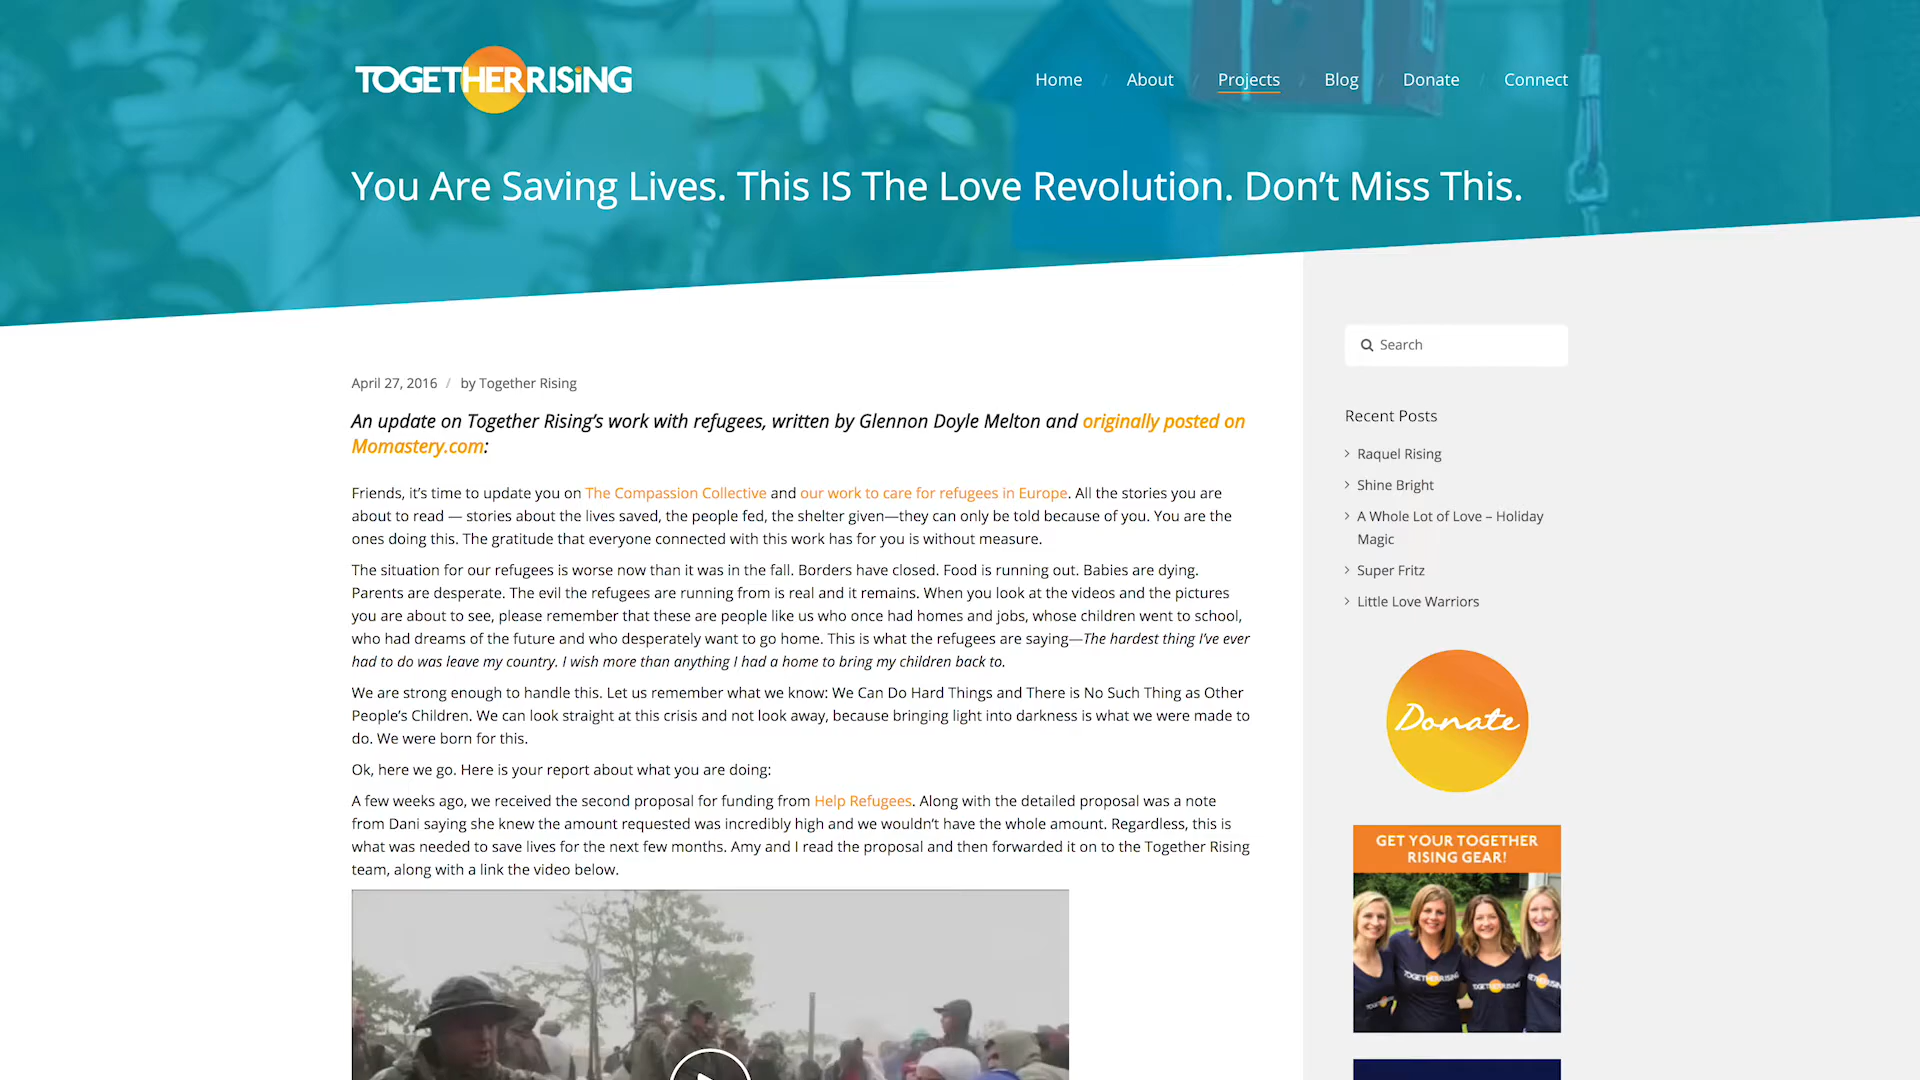 TOGETHERRISING
Home / About / Projects / Blog / Donate / Connect
You Are Saving Lives. This IS The Love Revolution. Don’t Miss This.
April 27, 2016 / by Together Rising
An update on Together Rising’s work with refugees, written by Glennon Doyle Melton and originally posted on
Momastery.com:
Friends, it’s time to update you on The Compassion Collective and our work to care for refugees in Europe. All the stories you are
about to read — stories about the lives saved, the people fed, the shelter given—they can only be told because of you. You are the
ones doing this. The gratitude that everyone connected with this work has for you is without measure.
The situation for our refugees is worse now than it was in the fall. Borders have closed. Food is running out. Babies are dying.
Parents are desperate. The evil the refugees are running from is real and it remains. When you look at the videos and the pictures
you are about to see, please remember that these are people like us who once had homes and jobs, whose children went to school,
who had dreams of the future and who desperately want to go home. This is what the refugees are saying—The hardest thing I’ve ever
had to do was leave my country. I wish more than anything I had a home to bring my children back to.
We are strong enough to handle this. Let us remember what we know: We Can Do Hard Things and There is No Such Thing as Other
People’s Children. We can look straight at this crisis and not look away, because bringing light into darkness is what we were made to
do. We were born for this.
Ok, here we go. Here is your report about what you are doing:
A few weeks ago, we received the second proposal for funding from Help Refugees. Along with the detailed proposal was a note
from Dani saying she knew the amount requested was incredibly high and we wouldn’t have the whole amount. Regardless, this is
what was needed to save lives for the next few months. Amy and I read the proposal and then forwarded it on to the Together Rising
team, along with a link the video below.
Search
Recent Posts
Raquel Rising
Shine Bright
A Whole Lot of Love – Holiday
Magic
Super Fritz
Little Love Warriors
Donate
GET YOUR TOGETHER
RISING GEAR!
TOGETHERRISING
TOGETHERRISING